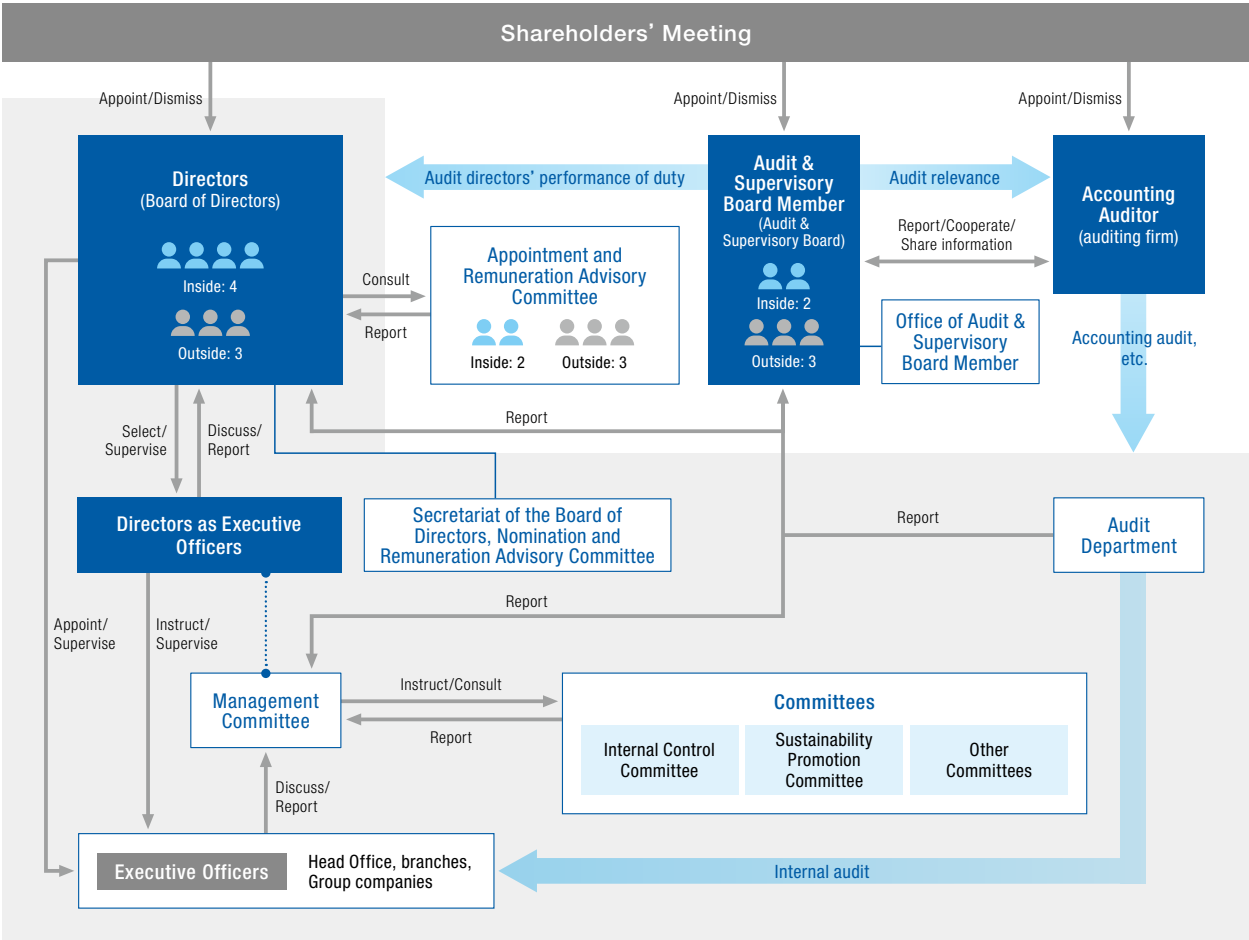 Shareholders’ Meeting
Appoint/Dismiss
Appoint/Dismiss
Appoint/Dismiss
Directors
(Board of Directors)
Inside: 4
Outside: 3
Audit directors’ performance of duty
Audit &
Supervisory
Board Member
(Audit &
Supervisory Board)
Inside: 2
Outside: 3
Audit relevance
Accounting
Auditor
(auditing firm)
Report/Cooperate/
Share information
Consult
Report
Appointment and
Remuneration Advisory
Committee
Inside: 2
Outside: 3
Office of Audit &
Supervisory
Board Member
Accounting audit,
etc.
Select/
Supervise
Discuss/
Report
Report
Directors as Executive
Officers
Secretariat of the Board of
Directors, Nomination and
Remuneration Advisory Committee
Report
Audit
Department
Report
Appoint/
Supervise
Instruct/
Supervise
Management
Committee
Instruct/Consult
Report
Committees
Internal Control
Committee
Sustainability
Promotion
Committee
Other
Committees
Discuss/
Report
Executive Officers
Head Office, branches,
Group companies
Internal audit